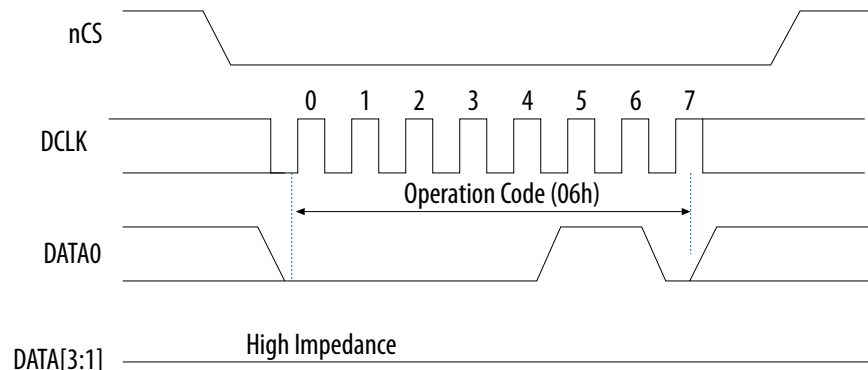 nCS
0 1 2 3 4 5 6 7
DCLK
Operation Code (06h)
DATA0
High Impedance
DATA[3:1]